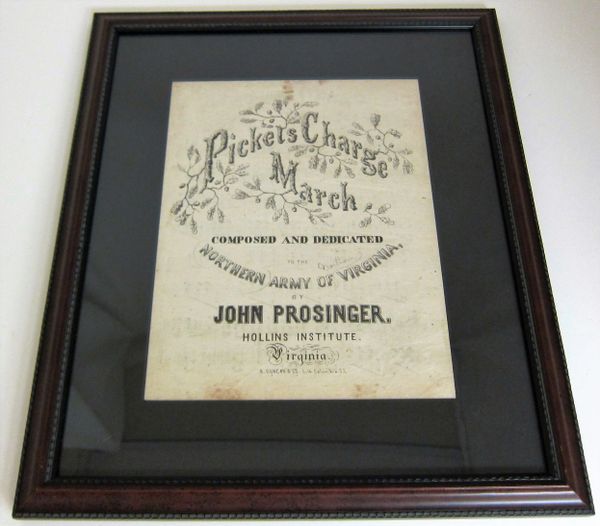 Pickets Charge
March
COMPOSED AND DEDICATED
TO THE
NORTHERN ARMY OF VIRGINIA,
BY
JOHN PROSINGER.
HOLLINS INSTITUTE.
Virginia.